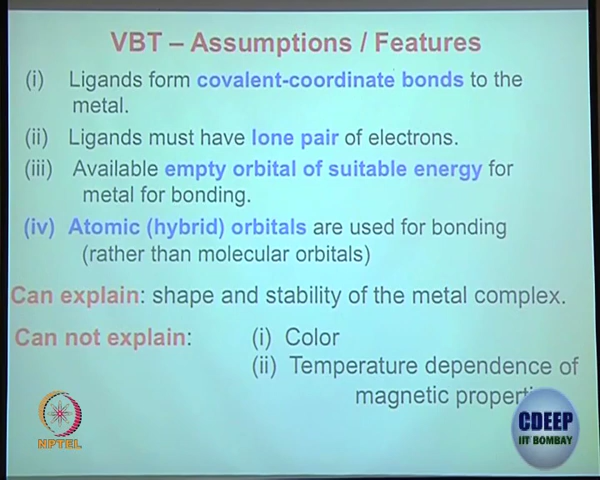 VBT – Assumptions / Features
(i) Ligands form covalent-coordinate bonds to the
metal.
(ii) Ligands must have lone pair of electrons.
(iii) Available empty orbital of suitable energy for
metal for bonding.
(iv) Atomic (hybrid) orbitals are used for bonding
(rather than molecular orbitals)
Can explain: shape and stability of the metal complex.
Can not explain: (i) Color
(ii) Temperature dependence of
magnetic
NPTEL
CDEEP
IIT BOMBAY